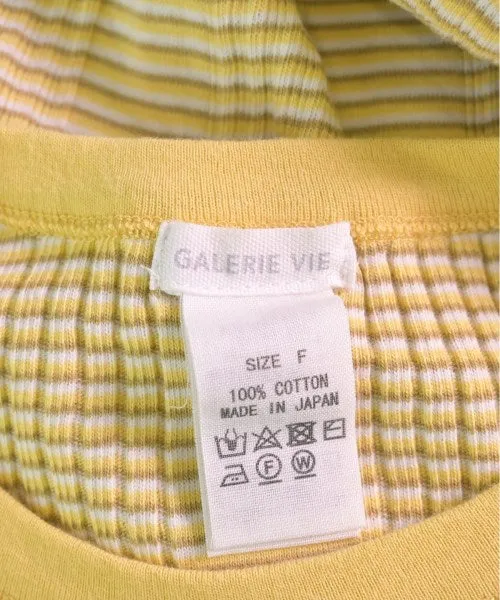 GALERIE VIE
SIZE F
100% COTTON
MADE IN JAPAN
F W